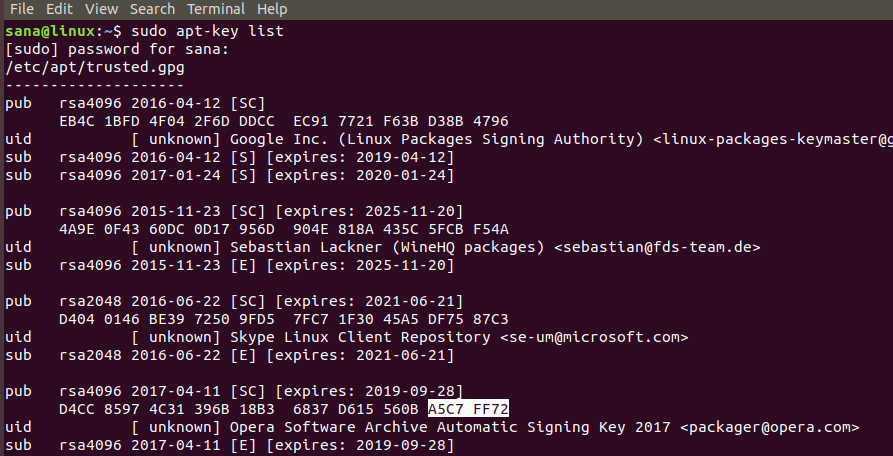 File Edit View Search Terminal Help
sana@linux:~$ sudo apt-key list
[sudo] password for sana:
/etc/apt/trusted.gpg
--------------------
pub   rsa4096 2016-04-12 [SC]
      EB4C 1BFD 4F04 2F6D DDCC  EC91 7721 F63B D38B 4796
uid           [ unknown] Google Inc. (Linux Packages Signing Authority) <linux-packages-keymaster@g
sub   rsa4096 2016-04-12 [S] [expires: 2019-04-12]
sub   rsa4096 2017-01-24 [S] [expires: 2020-01-24]

pub   rsa4096 2015-11-23 [SC] [expires: 2025-11-20]
      4A9E 0F43 60DC 0D17 956D  904E 818A 435C 5FCB F54A
uid           [ unknown] Sebastian Lackner (WineHQ packages) <sebastian@fds-team.de>
sub   rsa4096 2015-11-23 [E] [expires: 2025-11-20]

pub   rsa2048 2016-06-22 [SC] [expires: 2021-06-21]
      D404 0146 BE39 7250 9FD5  7FC7 1F30 45A5 DF75 87C3
uid           [ unknown] Skype Linux Client Repository <se-um@microsoft.com>
sub   rsa2048 2016-06-22 [E] [expires: 2021-06-21]

pub   rsa4096 2017-04-11 [SC] [expires: 2019-09-28]
      D4CC 8597 4C31 396B 18B3  6837 D615 560B A5C7 FF72
uid           [ unknown] Opera Software Archive Automatic Signing Key 2017 <packager@opera.com>
sub   rsa4096 2017-04-11 [E] [expires: 2019-09-28]